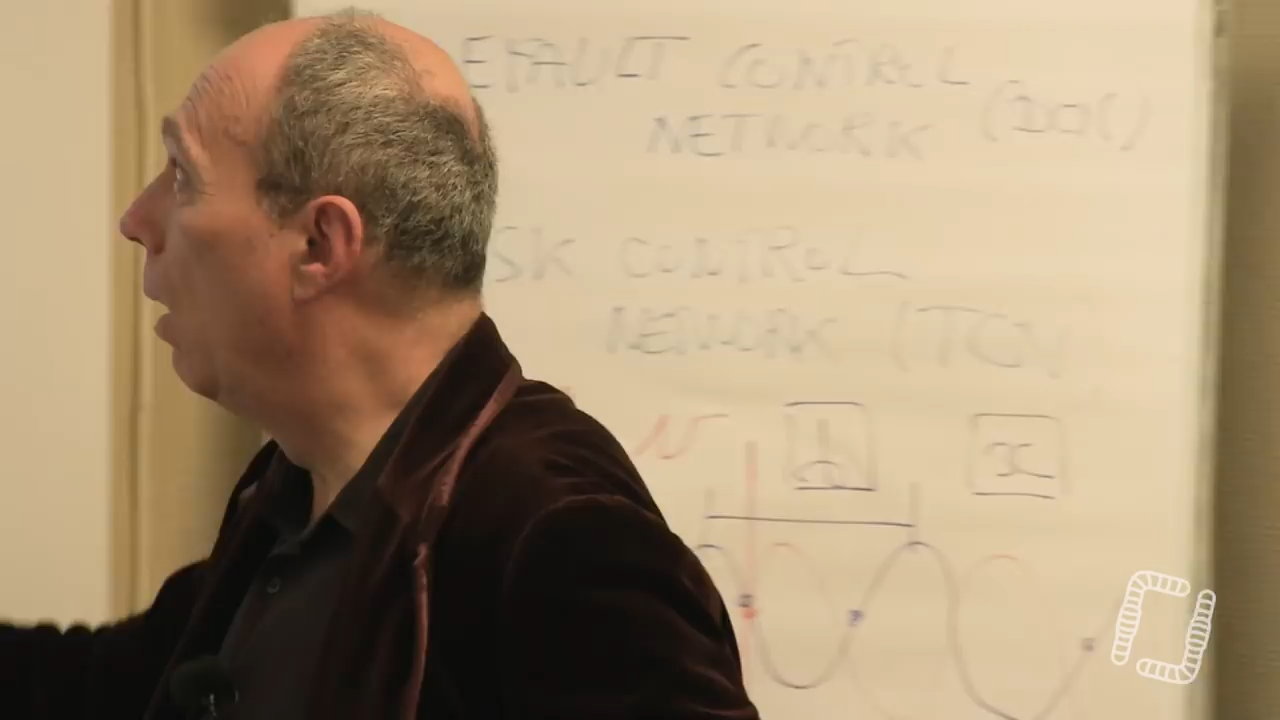 EFAULT CONTROL
NETWORK
SK CONTROL
NETWORK (TCN
h
x